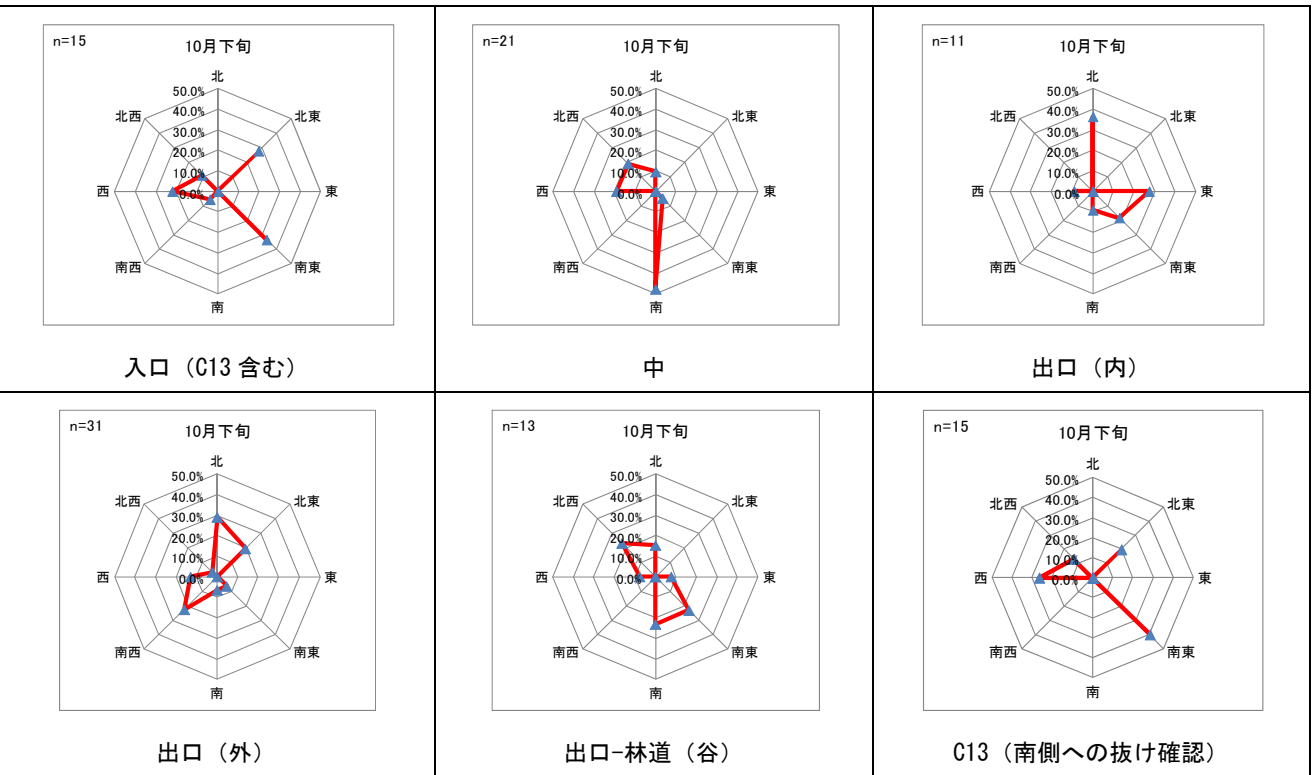 n=15
10月下旬
北
50.0%
40.0%
30.0%
20.0%
10.0%
0.0%
北東
東
南東
南
南西
西
北西
入口（C13 含む）
n=21
10月下旬
北
50.0%
40.0%
30.0%
20.0%
10.0%
0.0%
北東
東
南東
南
南西
西
北西
中
n=11
10月下旬
北
50.0%
40.0%
30.0%
20.0%
10.0%
0.0%
北東
東
南東
南
南西
西
北西
出口（内）
n=31
10月下旬
北
50.0%
40.0%
30.0%
20.0%
10.0%
0.0%
北東
東
南東
南
南西
西
北西
出口（外）
n=13
10月下旬
北
50.0%
40.0%
30.0%
20.0%
10.0%
0.0%
北東
東
南東
南
南西
西
北西
出口-林道（谷）
n=15
10月下旬
北
50.0%
40.0%
30.0%
20.0%
10.0%
0.0%
北東
東
南東
南
南西
西
北西
C13（南側への抜け確認）